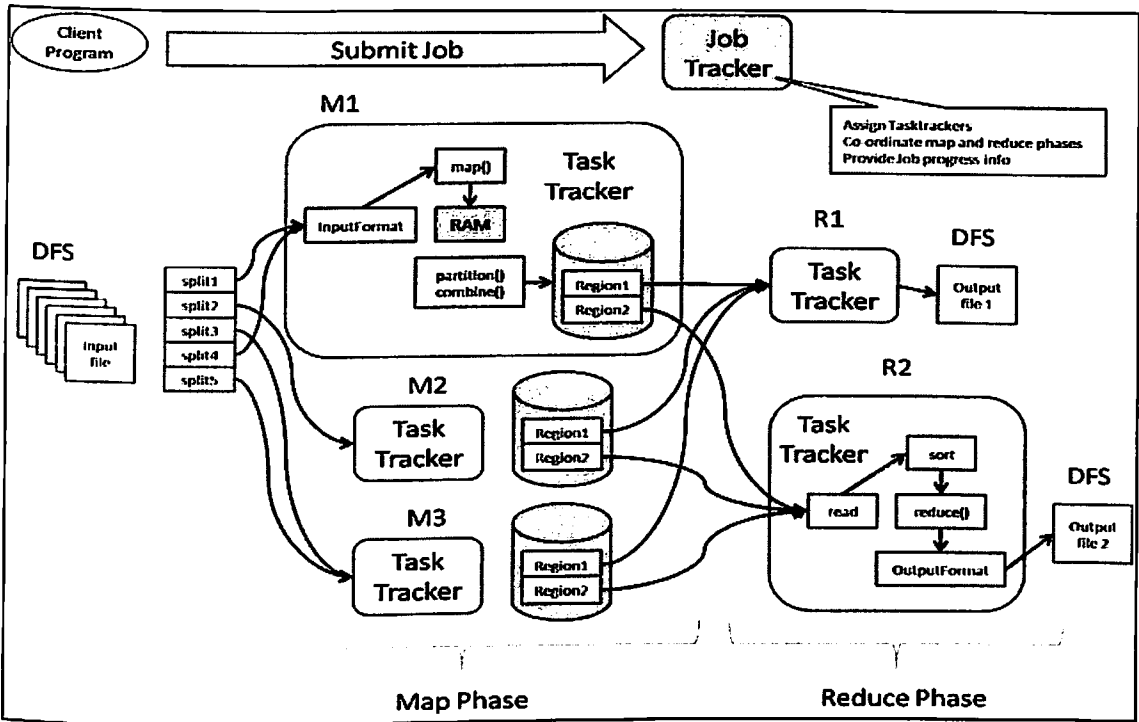 Client
Program
Submit Job
Job
Tracker
Assign Tasktrackers
Co-ordinate map and reduce phases
Provide Job progress info
M1
Task
Tracker
map()
InputFormat
RAM
partition()
combine()
Region1
Region2
DFS
Input
file
split1
split2
split3
split4
split5
M2
Task
Tracker
Region1
Region2
M3
Task
Tracker
Region1
Region2
R1
Task
Tracker
DFS
Output
file 1
R2
Task
Tracker
sort
read
reduce()
OutputFormat
DFS
Output
file 2
Map Phase
Reduce Phase